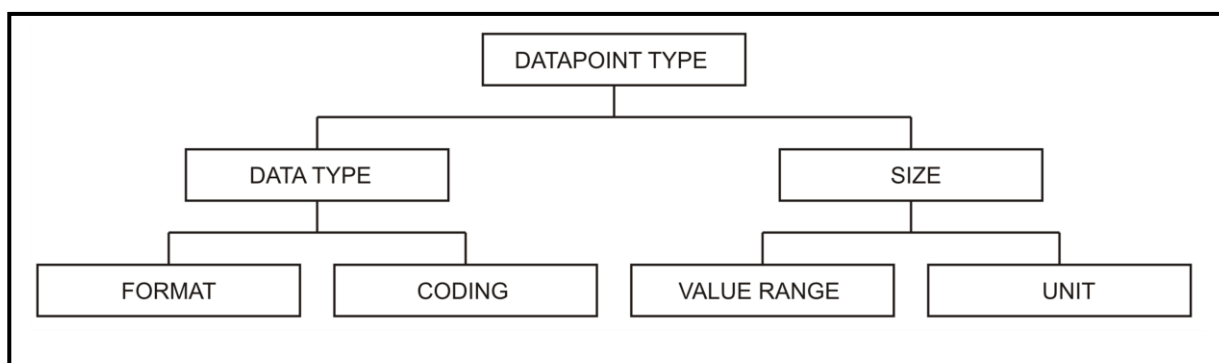 DATAPOINT TYPE
DATA TYPE
SIZE
FORMAT
CODING
VALUE RANGE
UNIT